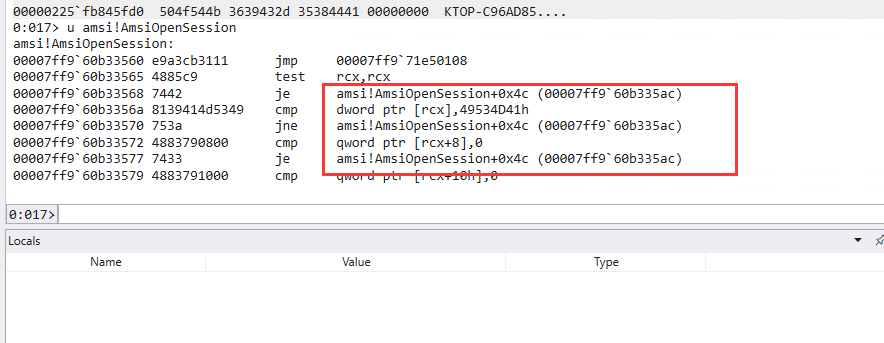 00000225`fb845fd0  504f544b 3639432d 35384441 00000000  KTOP-C96AD85....
0:017> u amsi!AmsiOpenSession
amsi!AmsiOpenSession:
00007ff9`60b33560 e9a3cb3111      jmp     00007ff9`71e50108
00007ff9`60b33565 4885c9          test    rcx,rcx
00007ff9`60b33568 7442            je      amsi!AmsiOpenSession+0x4c (00007ff9`60b335ac)
00007ff9`60b3356a 8139414d5349    cmp     dword ptr [rcx],49534D41h
00007ff9`60b33570 753a            jne     amsi!AmsiOpenSession+0x4c (00007ff9`60b335ac)
00007ff9`60b33572 4883790800      cmp     qword ptr [rcx+8],0
00007ff9`60b33577 7433            je      amsi!AmsiOpenSession+0x4c (00007ff9`60b335ac)
00007ff9`60b33579 4883791000      cmp     qword ptr [rcx+10h],0
0:017>
Locals
Name Value Type